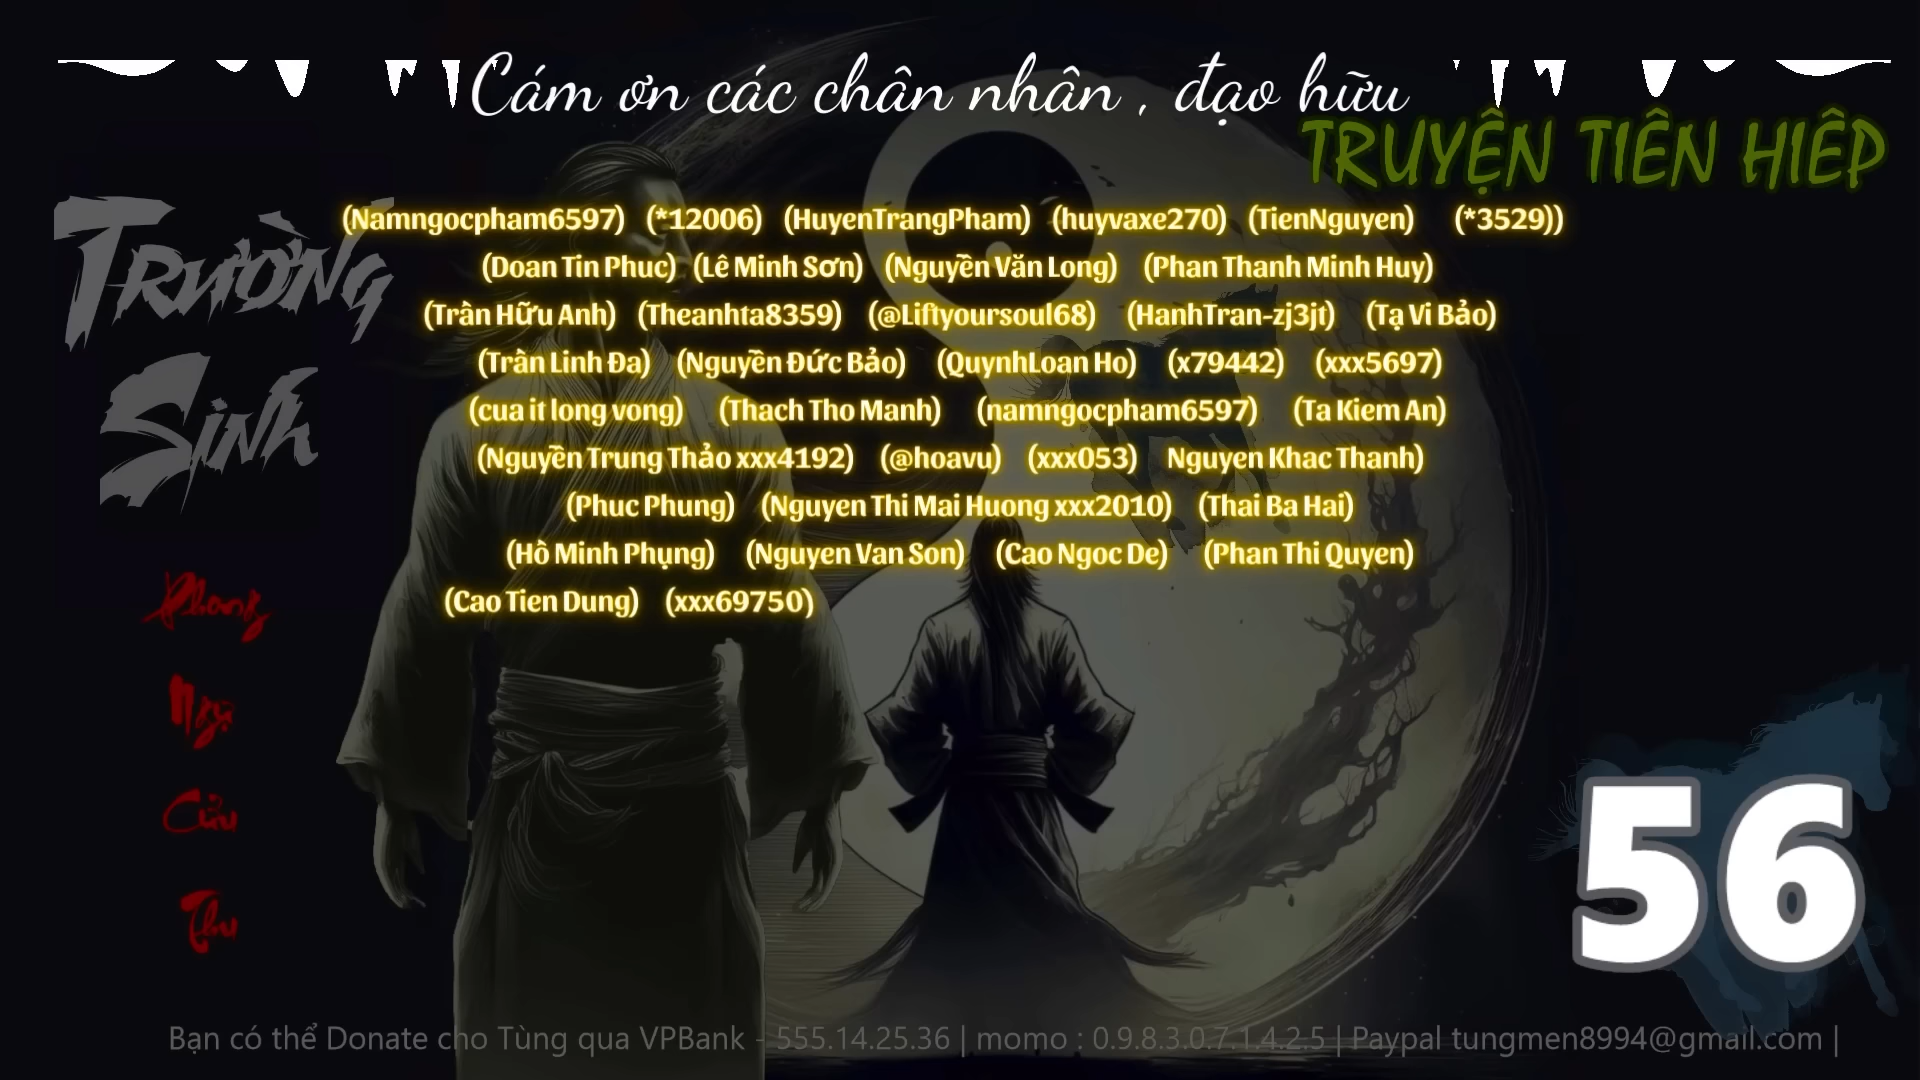 Cám ơn các chân nhân , đạo hữu
TRUYỆN TIÊN HIỆP
TRƯỜNG
SINH
(Namngocpham6597) (*12006) (HuyenTrangPham) (huyvaxe270) (TienNguyen) (*3529))
(Doan Tin Phuc) (Lê Minh Sơn) (Nguyễn Văn Long) (Phan Thanh Minh Huy)
(Trần Hữu Anh) (Theanhta8359) (@Liftyoursoul68) (HanhTran-zj3jt) (Tạ Vi Bảo)
(Trần Linh Đa) (Nguyễn Đức Bảo) (QuynhLoan Ho) (x79442) (xxx5697)
(cua it long vong) (Thach Tho Manh) (namngocpham6597) (Ta Kiem An)
(Nguyễn Trung Thảo xxx4192) (@hoavu) (xxx053) Nguyen Khac Thanh)
(Phuc Phung) (Nguyen Thi Mai Huong xxx2010) (Thai Ba Hai)
(Hồ Minh Phụng) (Nguyen Van Son) (Cao Ngoc De) (Phan Thi Quyen)
(Cao Tien Dung) (xxx69750)
Phong
Ngự
Cửu
Thu
56
Bạn có thể Donate cho Tùng qua VPBank - 555.14.25.36 | momo : 0.9.8.3.0.7.1.4.2.5 | Paypal tungmen8994@gmail.com |